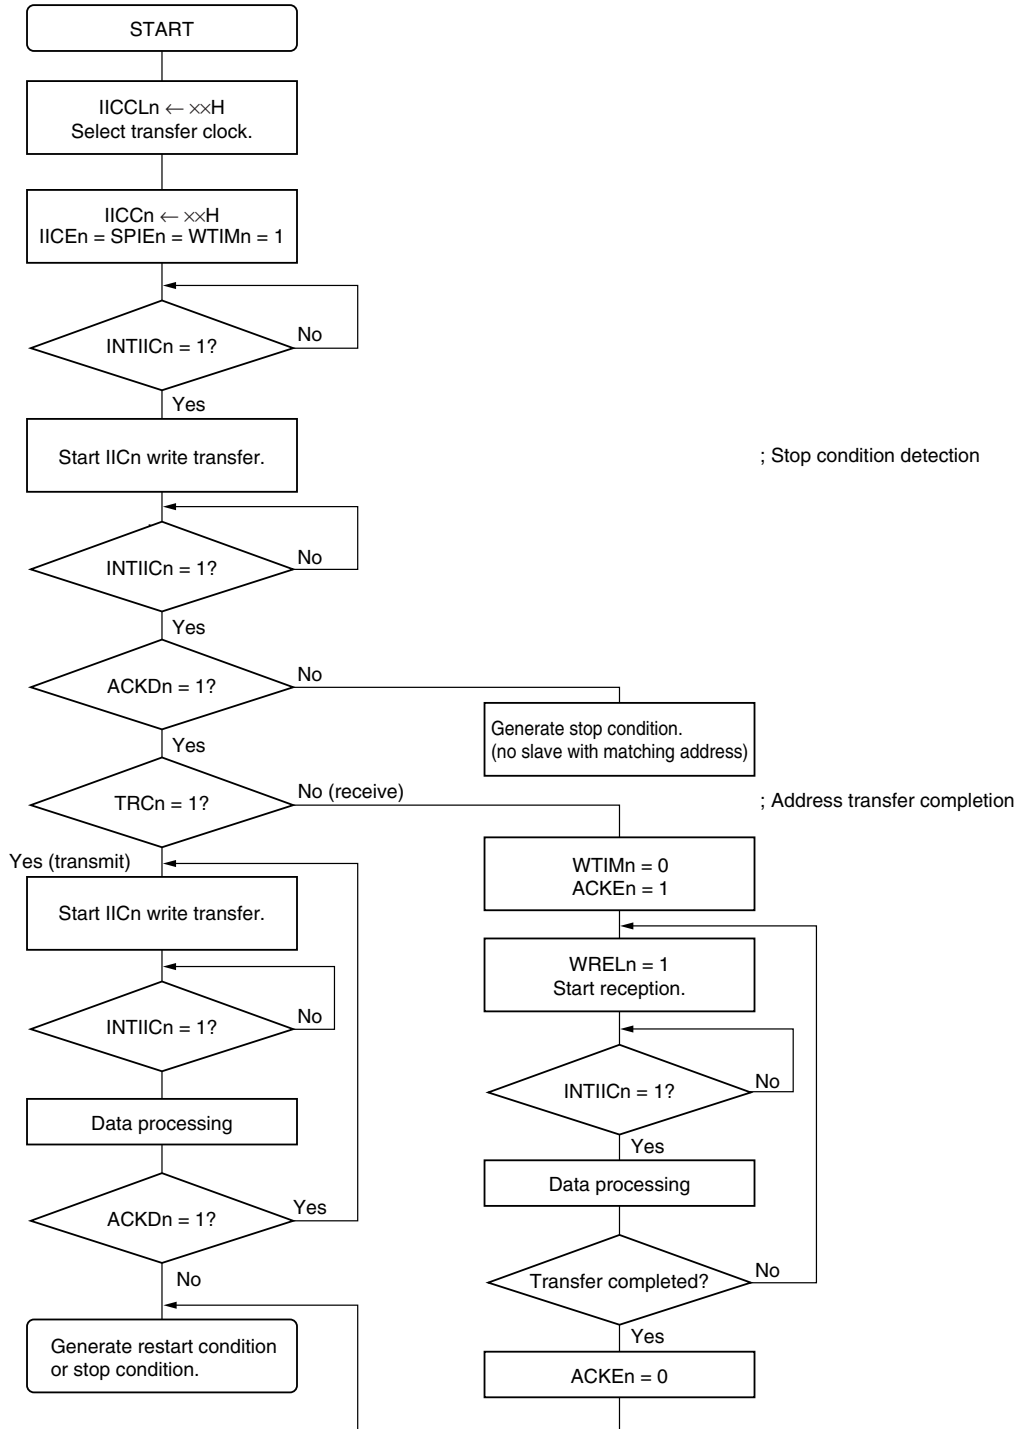 START
IICCLn ← ××H
Select transfer clock.
IICCn ← ××H
IICEn = SPIEn = WTIMn = 1
INTIICn = 1?
No
Yes
Start IICn write transfer.
; Stop condition detection
INTIICn = 1?
No
Yes
ACKDn = 1?
No
Generate stop condition.
(no slave with matching address)
Yes
TRCn = 1?
No (receive)
; Address transfer completion
Yes (transmit)
WTIMn = 0
ACKEn = 1
Start IICn write transfer.
WRELn = 1
Start reception.
INTIICn = 1?
No
INTIICn = 1?
No
Yes
Data processing
Data processing
ACKDn = 1?
Yes
No
Transfer completed?
No
Yes
Generate restart condition
or stop condition.
ACKEn = 0